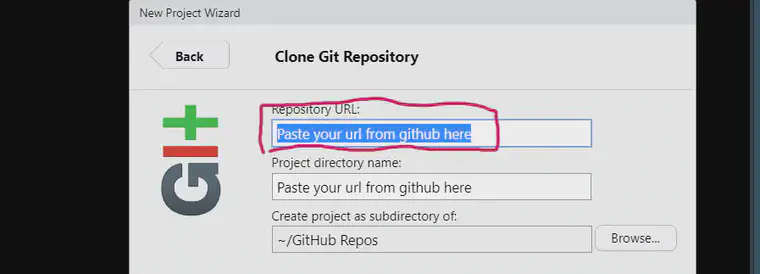 New Project Wizard
Back
Clone Git Repository
Repository URL:
Paste your url from github here
Project directory name:
Paste your url from github here
Create project as subdirectory of:
~/GitHub Repos
Browse...
GIT